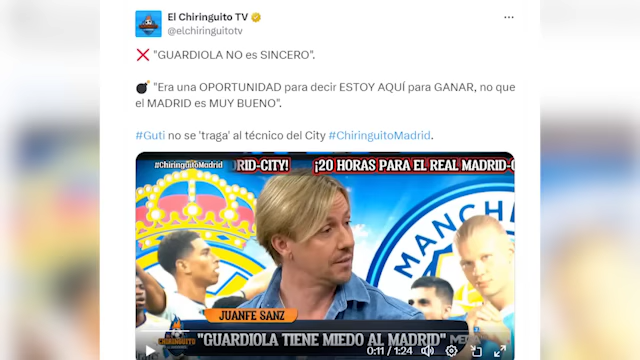 El Chiringuito TV
@elchiringuitotv
"GUARDIOLA NO es SINCERO".
"Era una OPORTUNIDAD para decir ESTOY AQUÍ para GANAR, no que
el MADRID es MUY BUENO".
#Guti no se 'traga' al técnico del City #ChiringuitoMadrid.
#ChiringuitoMadrid
RID-CITY!
¡20 HORAS PARA EL REAL MADRID-C
MANCHE
JUANFE SANZ
CHIRINGUITO
"GUARDIOLA TIENE MIEDO AL MADRID"
0:11 / 1:24